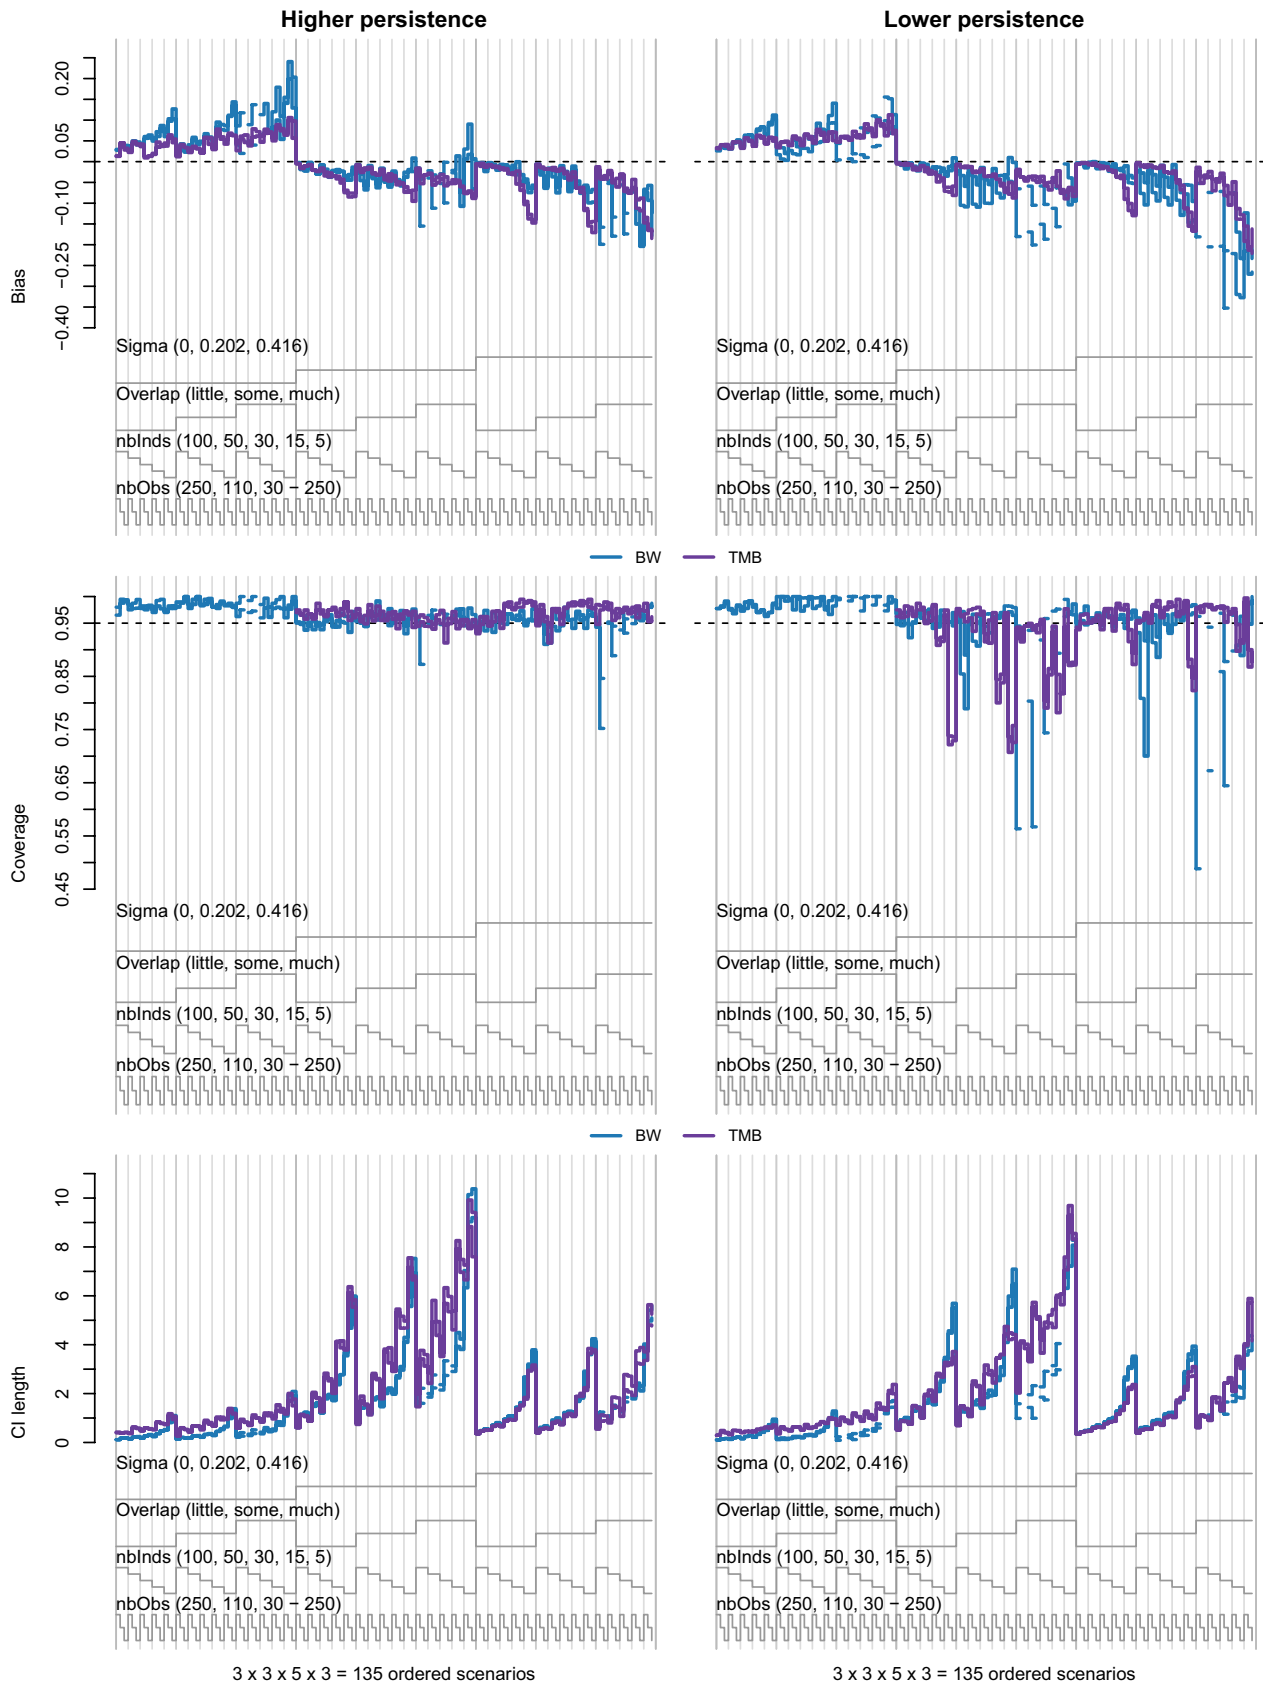 Higher persistence
Lower persistence
Bias
0.20
0.05
−0.10
−0.25
−0.40
Sigma (0, 0.202, 0.416)
Overlap (little, some, much)
nbInds (100, 50, 30, 15, 5)
nbObs (250, 110, 30 − 250)
Sigma (0, 0.202, 0.416)
Overlap (little, some, much)
nbInds (100, 50, 30, 15, 5)
nbObs (250, 110, 30 − 250)
BW TMB
Coverage
0.95
0.85
0.75
0.65
0.55
0.45
Sigma (0, 0.202, 0.416)
Overlap (little, some, much)
nbInds (100, 50, 30, 15, 5)
nbObs (250, 110, 30 − 250)
Sigma (0, 0.202, 0.416)
Overlap (little, some, much)
nbInds (100, 50, 30, 15, 5)
nbObs (250, 110, 30 − 250)
BW TMB
CI length
10
8
6
4
2
0
Sigma (0, 0.202, 0.416)
Overlap (little, some, much)
nbInds (100, 50, 30, 15, 5)
nbObs (250, 110, 30 − 250)
Sigma (0, 0.202, 0.416)
Overlap (little, some, much)
nbInds (100, 50, 30, 15, 5)
nbObs (250, 110, 30 − 250)
3 x 3 x 5 x 3 = 135 ordered scenarios
3 x 3 x 5 x 3 = 135 ordered scenarios